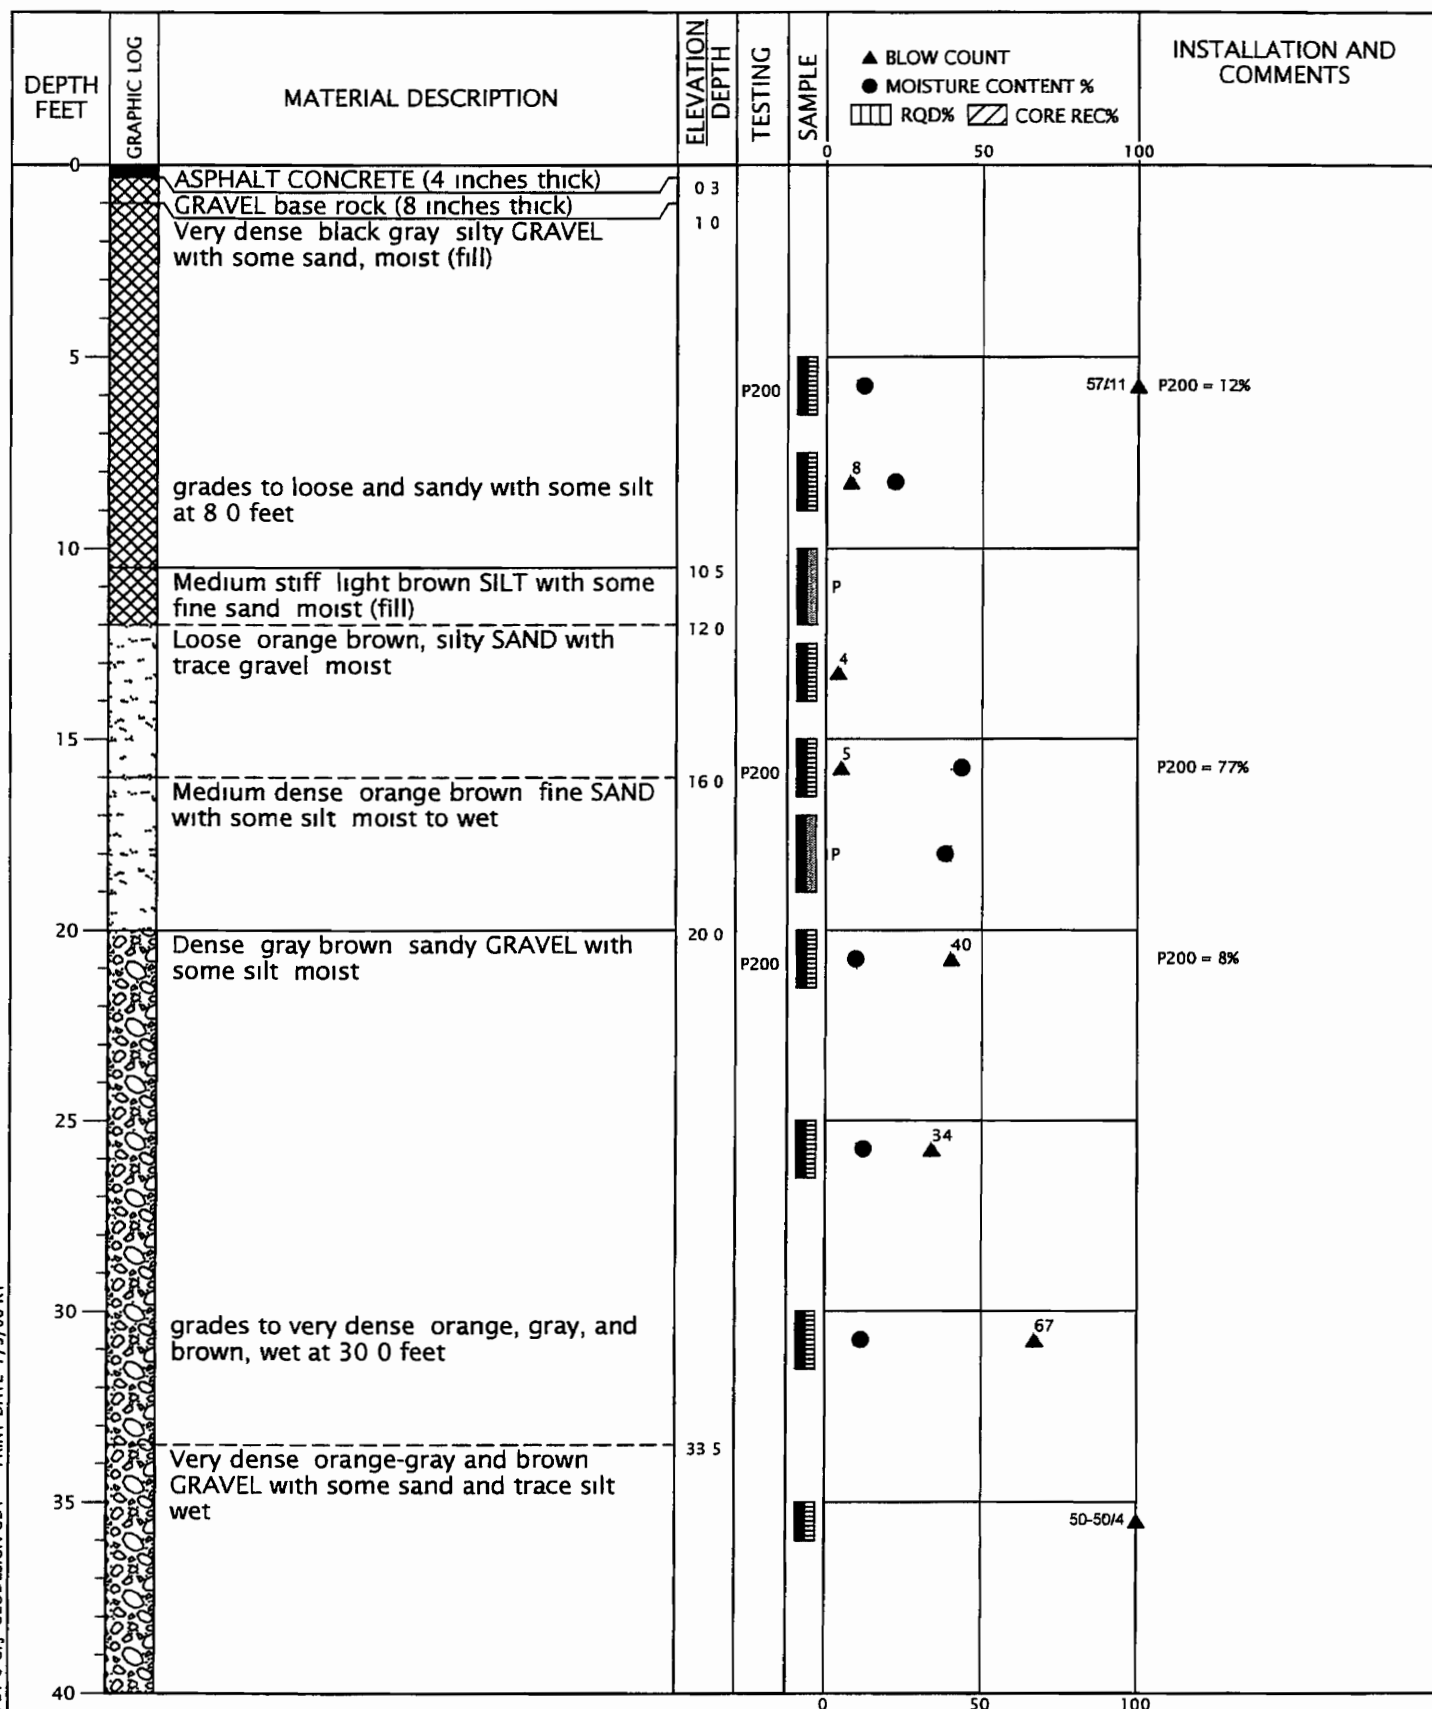 DEPTH
FEET
GRAPHIC LOG
MATERIAL DESCRIPTION
ELEVATION
DEPTH
TESTING
SAMPLE
▲ BLOW COUNT
● MOISTURE CONTENT %
RQD% CORE REC%
INSTALLATION AND
COMMENTS
0 50 100
0
ASPHALT CONCRETE (4 inches thick)
0 3
GRAVEL base rock (8 inches thick)
1 0
Very dense black gray silty GRAVEL
with some sand, moist (fill)
5
P200
57/11
P200 = 12%
8
grades to loose and sandy with some silt
at 8 0 feet
10
10 5
Medium stiff light brown SILT with some
fine sand moist (fill)
P
12 0
Loose orange brown, silty SAND with
trace gravel moist
4
15
5
P200
P200 = 77%
16 0
Medium dense orange brown fine SAND
with some silt moist to wet
P
20
20 0
Dense gray brown sandy GRAVEL with
some silt moist
P200
40
P200 = 8%
25
34
30
grades to very dense orange, gray, and
brown, wet at 30 0 feet
67
33 5
Very dense orange-gray and brown
GRAVEL with some sand and trace silt
wet
35
50-50/4
40
0 50 100